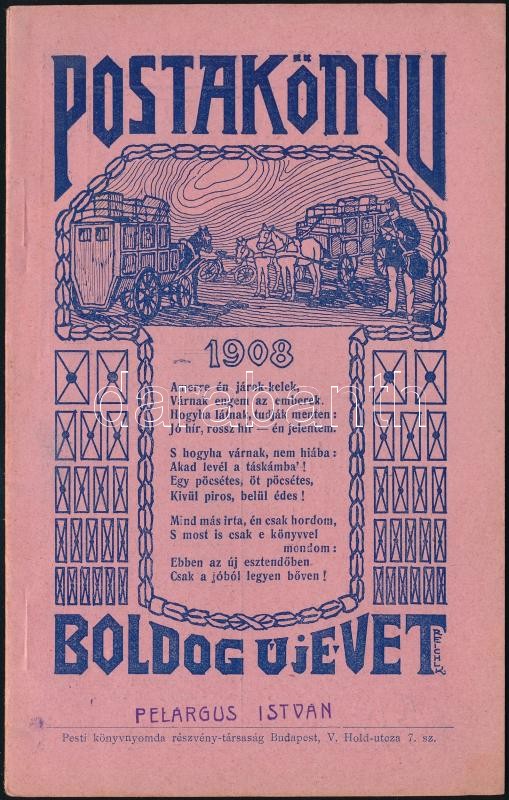 POSTAKÖNYV
1908
Amerre én járok-kelek,
Várnak engem az emberek.
Hogyha látnak, tudják menten:
Jó hír, rossz hír — én jelentem.
S hogyha várnak, nem hiába:
Akad levél a táskámba'!
Egy pöcsétes, öt pöcsétes,
Kivül piros, belül édes!
Mind más irta, én csak hordom,
S most is csak e könyvvel
mondom:
Ebben az új esztendőben
Csak a jóból legyen bőven!
darabanth
BOLDOG ÚjÉVET
PELARGUS ISTVAN
Pesti könyvnyomda részvény-társaság Budapest, V. Hold-utcza 7. sz.